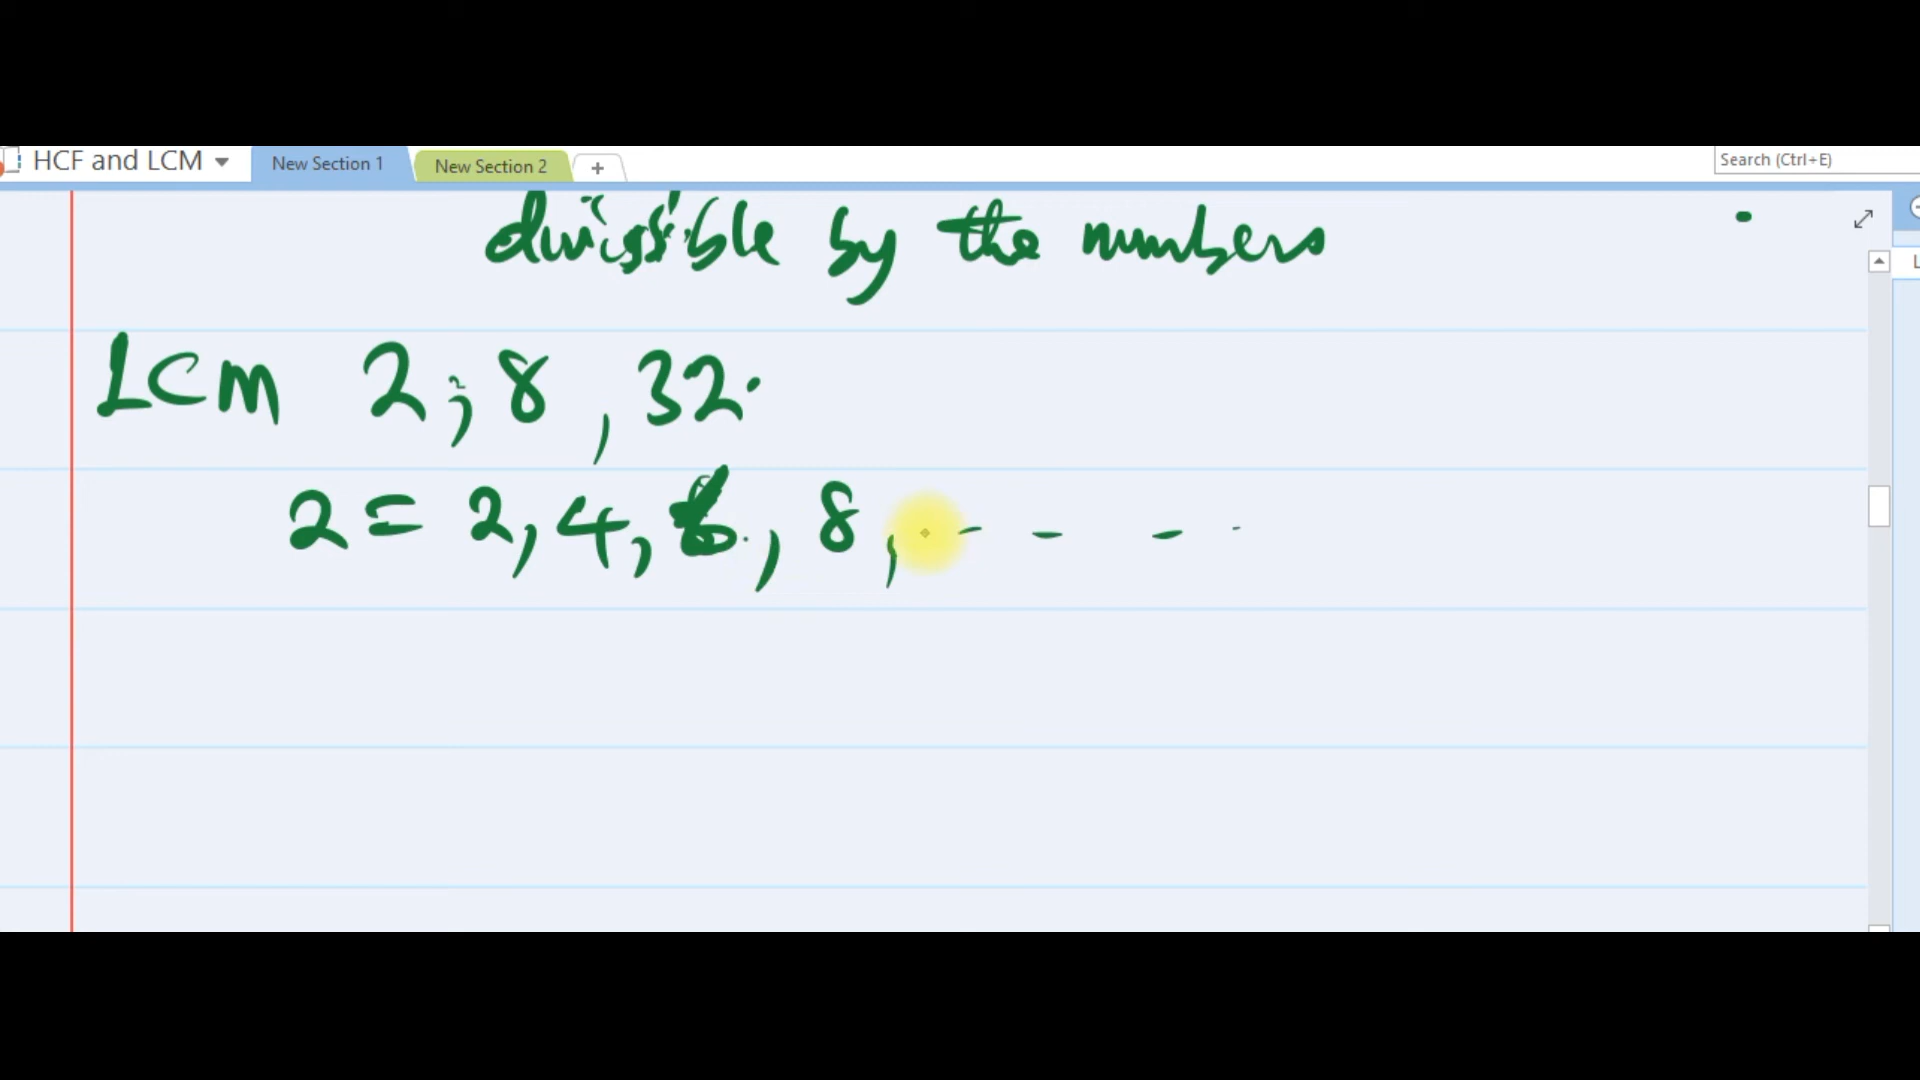 HCF and LCM New Section 1 New Section 2 + Search (Ctrl+E)
divisible by the numbers
LCM 2, 8, 32.
2 = 2, 4, 6, 8, - - - -